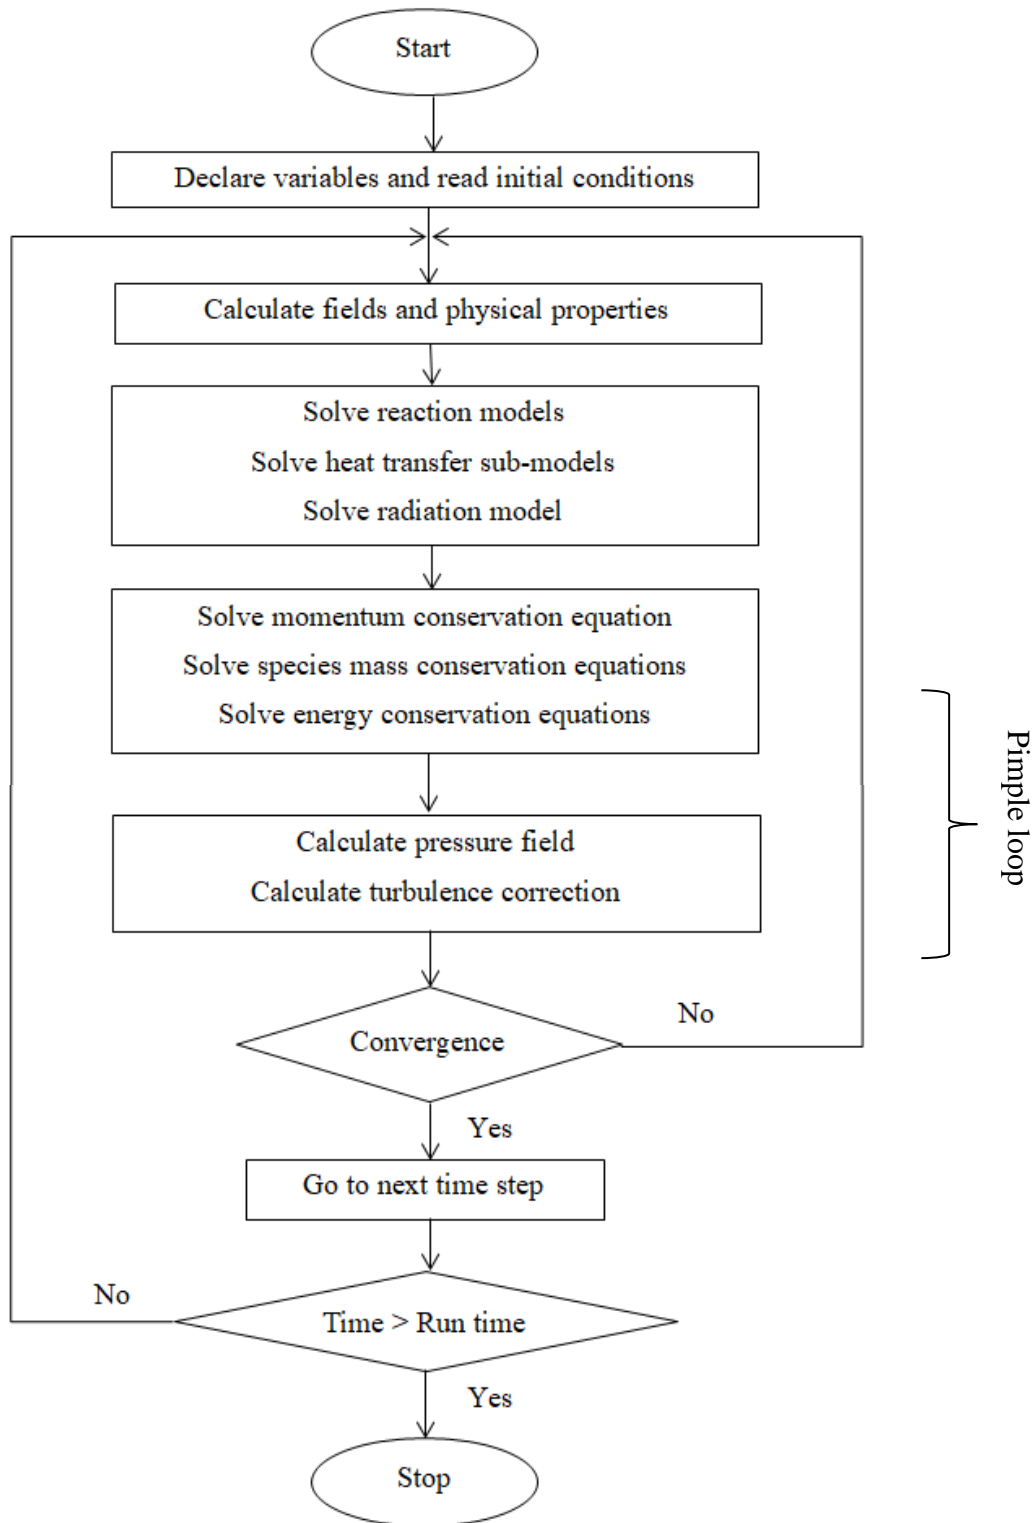 Start
Declare variables and read initial conditions
Calculate fields and physical properties
Solve reaction models
Solve heat transfer sub-models
Solve radiation model
Solve momentum conservation equation
Solve species mass conservation equations
Solve energy conservation equations
Pimple loop
Calculate pressure field
Calculate turbulence correction
Convergence
No
Yes
Go to next time step
No
Time > Run time
Yes
Stop